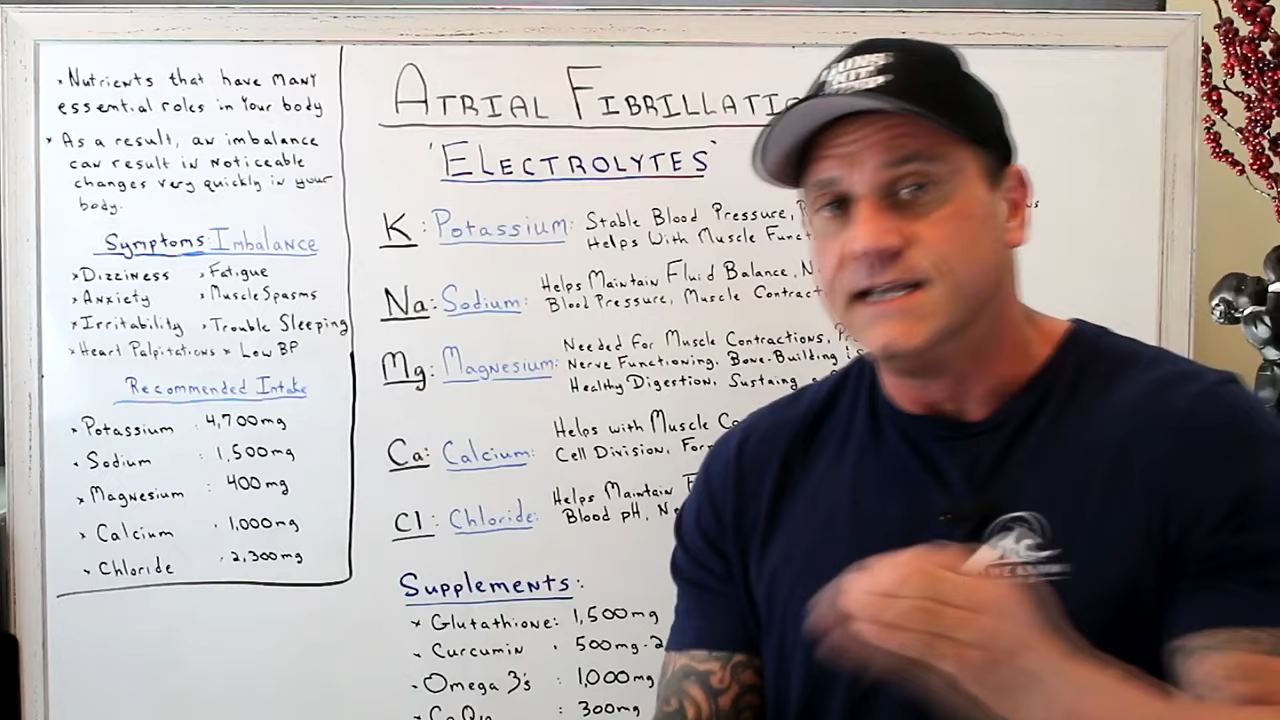 Nutrients that have many
essential roles in your body
As a result, an imbalance
can result in noticeable
changes very quickly in your
body.
Symptoms: Imbalance
Dizziness
Fatigue
Anxiety
Muscle Spasms
Irritability
Trouble Sleeping
Heart Palpitations
Low BP
Recommended Intake
Potassium : 4,700mg
Sodium : 1,500mg
Magnesium : 400mg
Calcium : 1,000mg
Chloride : 2,300mg
Atrial
'Electrolytes'
K: Potassium: Stable Blood Pressure,
Helps With Muscle
Na: Sodium: Helps Maintain Fluid Balance,
Blood Pressure, Muscle
Mg: Magnesium: Needed for Muscle Contractions,
Nerve Functioning, Bone-Building
Healthy Digestion,
Ca: Calcium: Helps with Muscle
Cell Division,
Cl: Chloride: Helps Maintain
Blood pH,
Supplements:
Glutathione: 1,500mg
Curcumin : 500mg-2
Omega 3's : 1,000mg
CoQ10 : 300mg